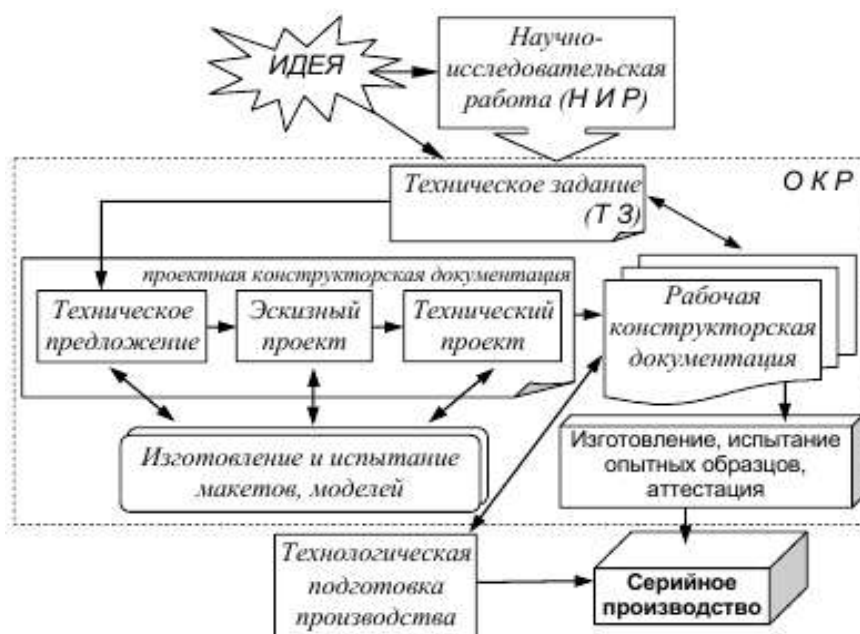 ИДЕЯ
Научно-
исследовательская
работа (Н И Р)
Техническое задание
(Т З)
О К Р
проектная конструкторская документация
Техническое
предложение
Эскизный
проект
Технический
проект
Рабочая
конструкторская
документация
Изготовление и испытание
макетов, моделей
Изготовление, испытание
опытных образцов,
аттестация
Технологическая
подготовка
производства
Серийное
производство